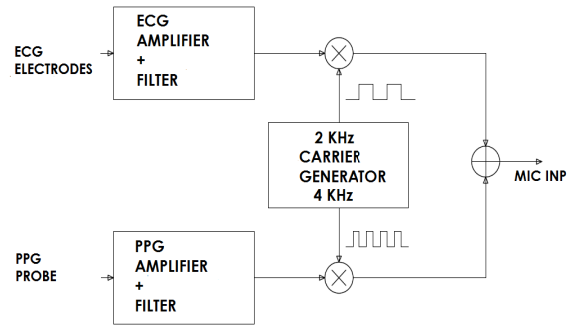 ECG
ELECTRODES
ECG
AMPLIFIER
+
FILTER
2 KHz
CARRIER
GENERATOR
4 KHz
MIC INP
PPG
PROBE
PPG
AMPLIFIER
+
FILTER